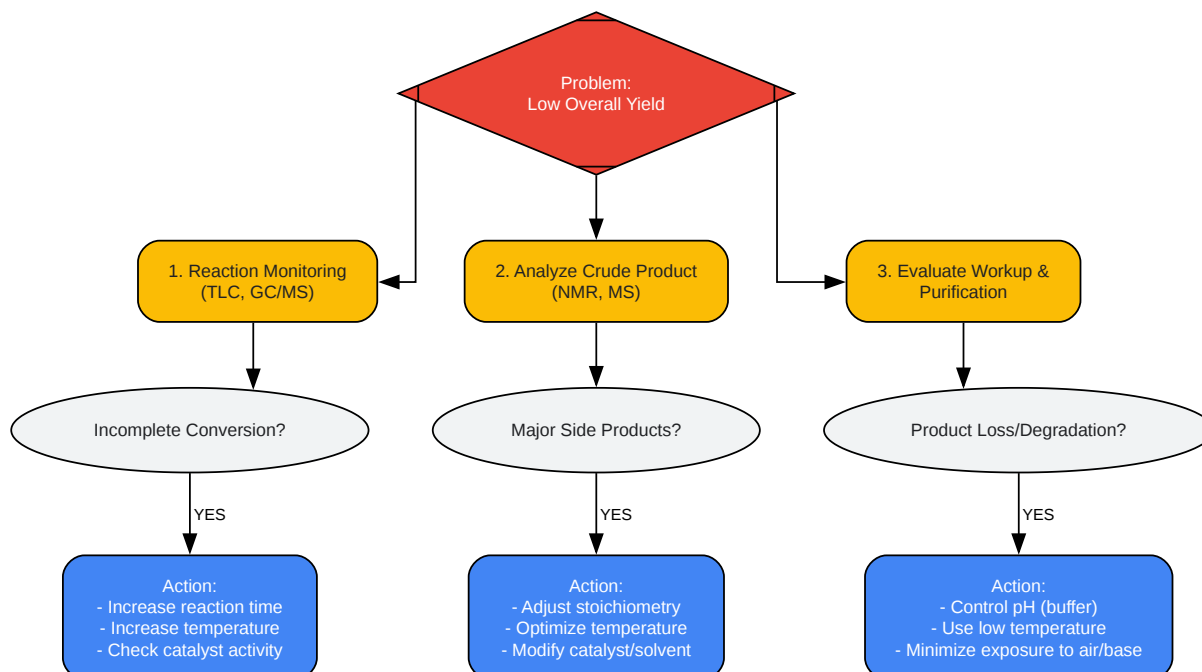 Problem:
Low Overall Yield
1. Reaction Monitoring
(TLC, GC/MS)
2. Analyze Crude Product
(NMR, MS)
3. Evaluate Workup &
Purification
Incomplete Conversion?
Major Side Products?
Product Loss/Degradation?
YES
YES
YES
Action:
- Increase reaction time
- Increase temperature
- Check catalyst activity
Action:
- Adjust stoichiometry
- Optimize temperature
- Modify catalyst/solvent
Action:
- Control pH (buffer)
- Use low temperature
- Minimize exposure to air/base